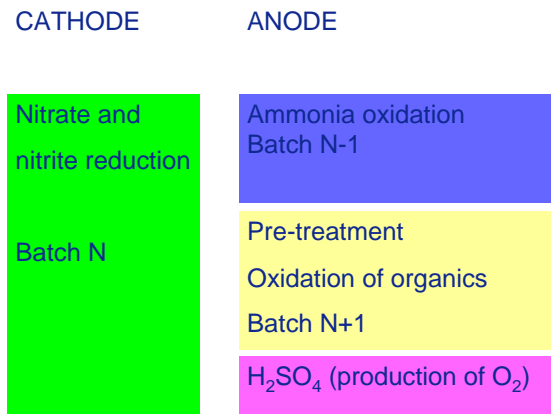 CATHODE
ANODE
Nitrate and
nitrite reduction
Batch N
Ammonia oxidation
Batch N-1
Pre-treatment
Oxidation of organics
Batch N+1
H₂SO₄ (production of O₂)